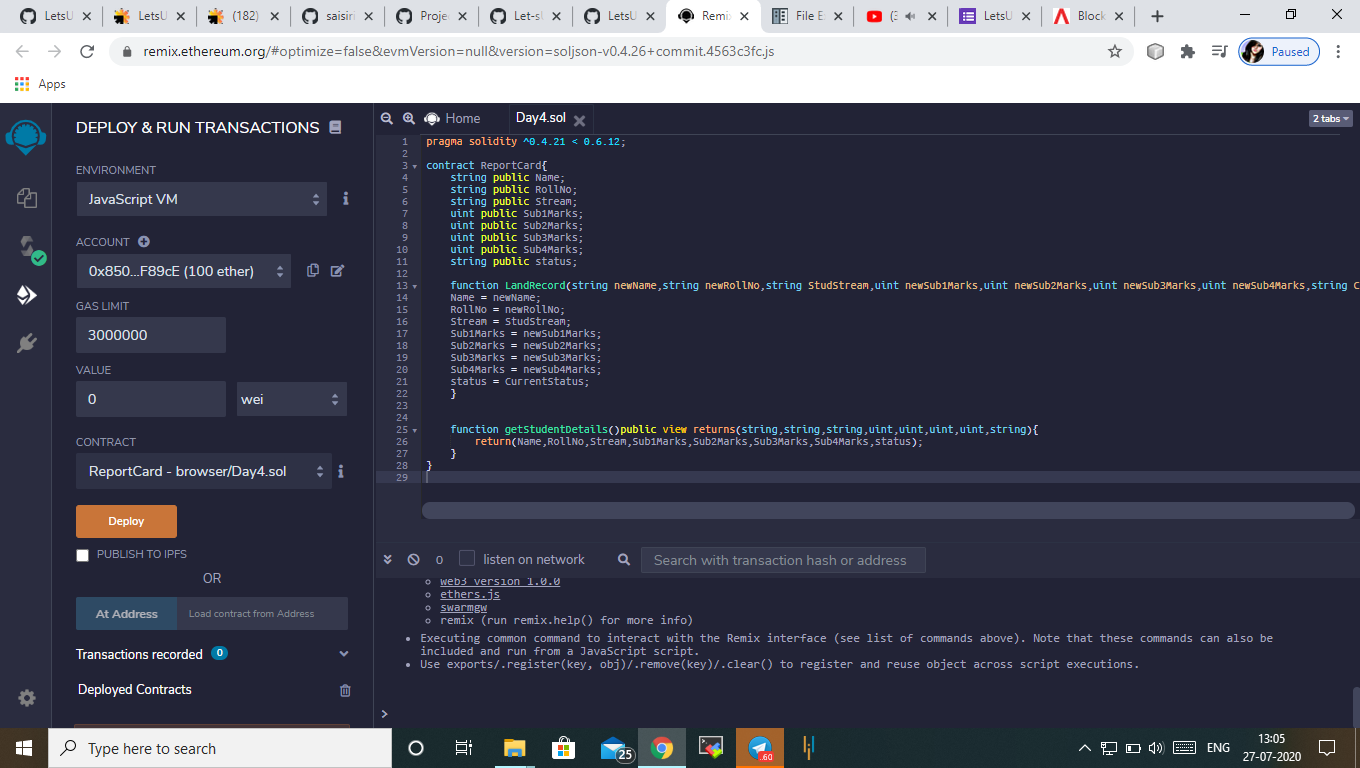 LetsU
LetsU
(182)
saisiri
Projec
Let-sU
LetsU
Remix
File E
(3
LetsU
Block
remix.ethereum.org/#optimize=false&evmVersion=null&version=soljson-v0.4.26+commit.4563c3fc.js
Paused
Apps
DEPLOY & RUN TRANSACTIONS
ENVIRONMENT
JavaScript VM
ACCOUNT
0x850...F89cE (100 ether)
GAS LIMIT
3000000
VALUE
0
wei
CONTRACT
ReportCard - browser/Day4.sol
Deploy
PUBLISH TO IPFS
OR
At Address
Load contract from Address
Transactions recorded 0
Deployed Contracts
Home
Day4.sol
2 tabs
1 pragma solidity ^0.4.21 < 0.6.12;
2
3 contract ReportCard{
4 string public Name;
5 string public RollNo;
6 string public Stream;
7 uint public Sub1Marks;
8 uint public Sub2Marks;
9 uint public Sub3Marks;
10 uint public Sub4Marks;
11 string public status;
12
13 function LandRecord(string newName,string newRollNo,string StudStream,uint newSub1Marks,uint newSub2Marks,uint newSub3Marks,uint newSub4Marks,string C
14 Name = newName;
15 RollNo = newRollNo;
16 Stream = StudStream;
17 Sub1Marks = newSub1Marks;
18 Sub2Marks = newSub2Marks;
19 Sub3Marks = newSub3Marks;
20 Sub4Marks = newSub4Marks;
21 status = CurrentStatus;
22 }
23
24
25 function getStudentDetails()public view returns(string,string,string,uint,uint,uint,uint,string){
26 return(Name,RollNo,Stream,Sub1Marks,Sub2Marks,Sub3Marks,Sub4Marks,status);
27 }
28 }
29
0
listen on network
Search with transaction hash or address
web3 version 1.0.0
ethers.js
swarmgw
remix (run remix.help() for more info)
Executing common command to interact with the Remix interface (see list of commands above). Note that these commands can also be
included and run from a JavaScript script.
Use exports/.register(key, obj)/.remove(key)/.clear() to register and reuse object across script executions.
>
Type here to search
25
..60
ENG
13:05
27-07-2020